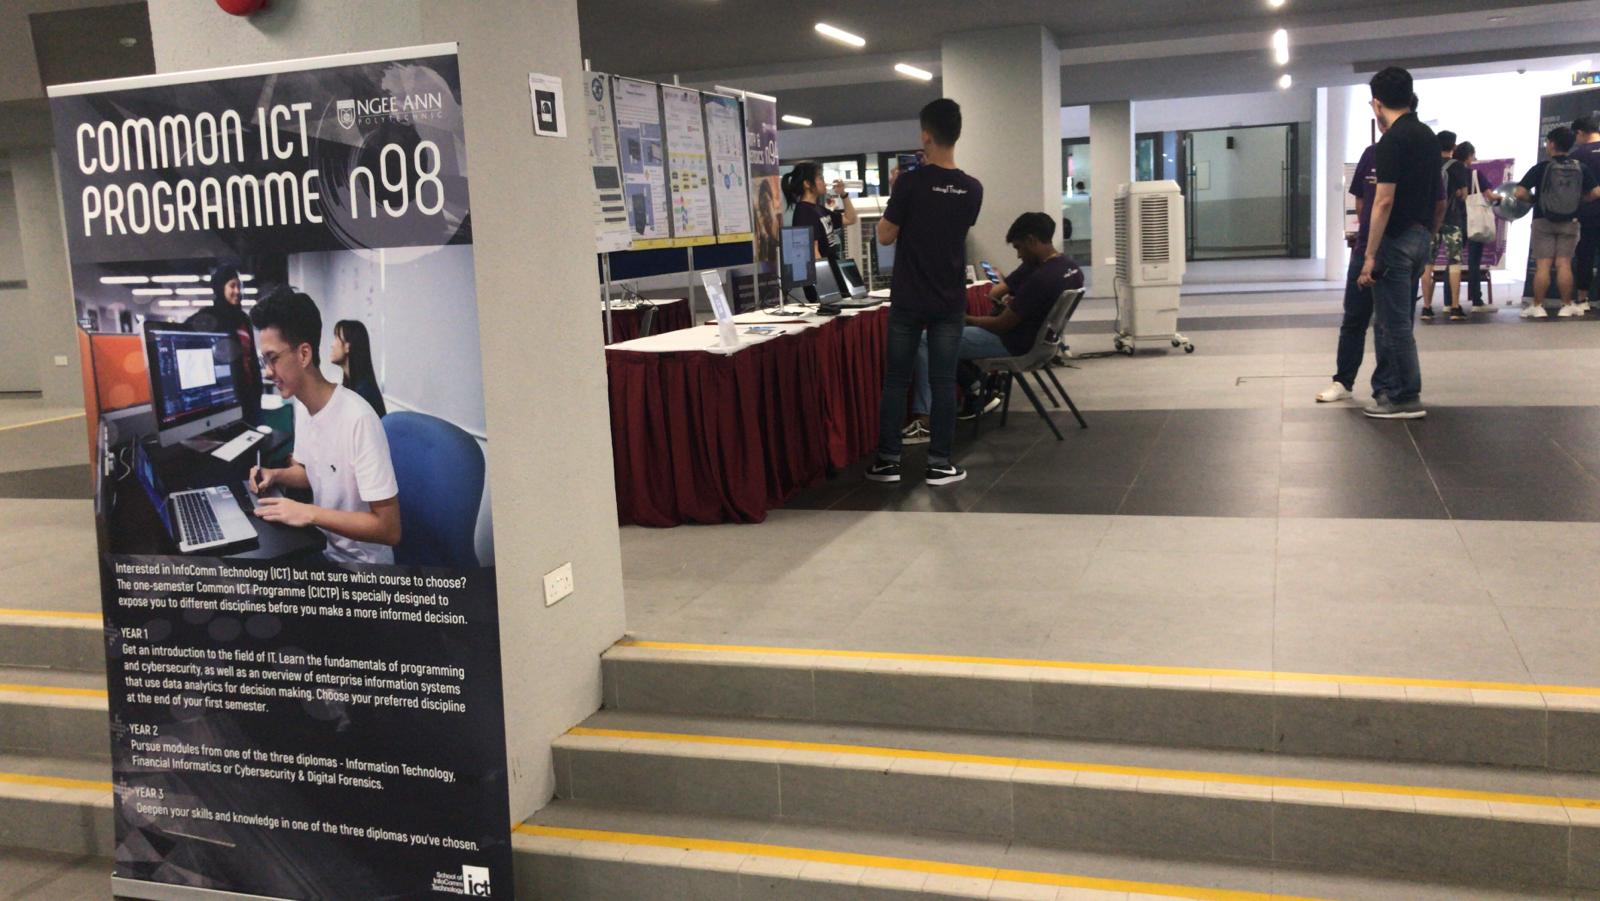 COMMON ICT
PROGRAMME n98
NGEE ANN
POLYTECHNIC
Interested in InfoComm Technology (ICT) but not sure which course to choose?
The one-semester Common ICT Programme (CICTP) is specially designed to
expose you to different disciplines before you make a more informed decision.
YEAR 1
Get an introduction to the field of IT. Learn the fundamentals of programming
and cybersecurity, as well as an overview of enterprise information systems
that use data analytics for decision making. Choose your preferred discipline
at the end of your first semester.
YEAR 2
Pursue modules from one of the three diplomas - Information Technology,
Financial Informatics or Cybersecurity & Digital Forensics.
YEAR 3
Deepen your skills and knowledge in one of the three diplomas you've chosen.
School of
InfoComm
Technology
ict
n94